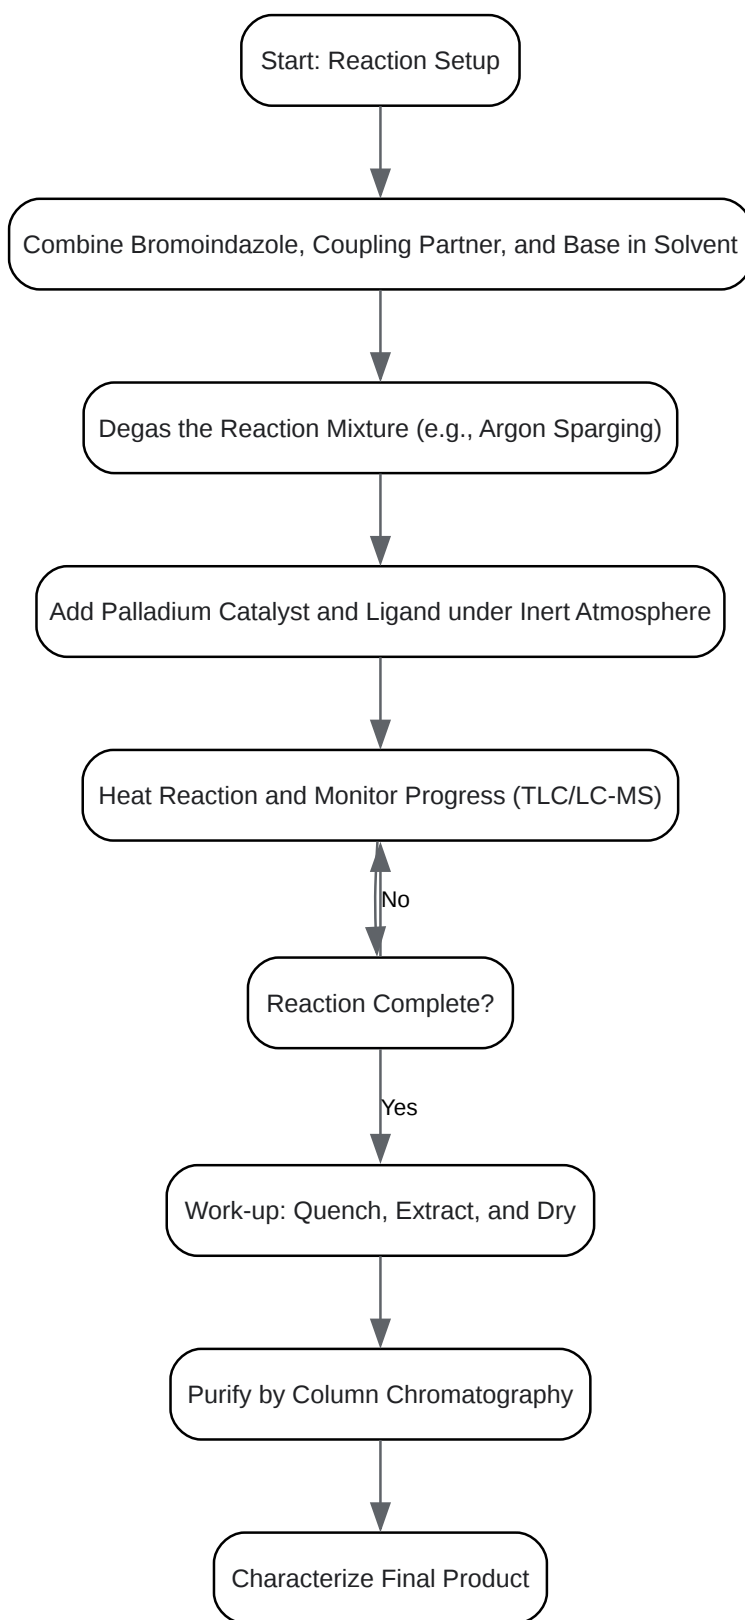 Start: Reaction Setup
Combine Bromoindazole, Coupling Partner, and Base in Solvent
Degas the Reaction Mixture (e.g., Argon Sparging)
Add Palladium Catalyst and Ligand under Inert Atmosphere
Heat Reaction and Monitor Progress (TLC/LC-MS)
No
Reaction Complete?
Yes
Work-up: Quench, Extract, and Dry
Purify by Column Chromatography
Characterize Final Product